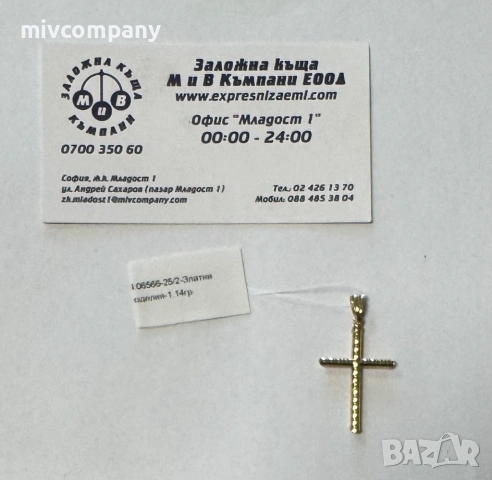 mivcompany
ЗАЛОЖНА КЪЩА
М и В
КЪМПАНИ
0700 350 60
Заложна къща
М и В Къмпани ЕООД
www.expresnizaemi.com
Офис "Младост 1"
00:00 - 24:00
София, ж.к. Младост 1
ул. Андрей Сахаров (пазар Младост 1)
zk.mladost1@mivcompany.com
Тел.: 02 426 13 70
Мобил.: 088 485 38 04
06566-25/2-Златни
изделия-1.14гр.
BAZAR.bg